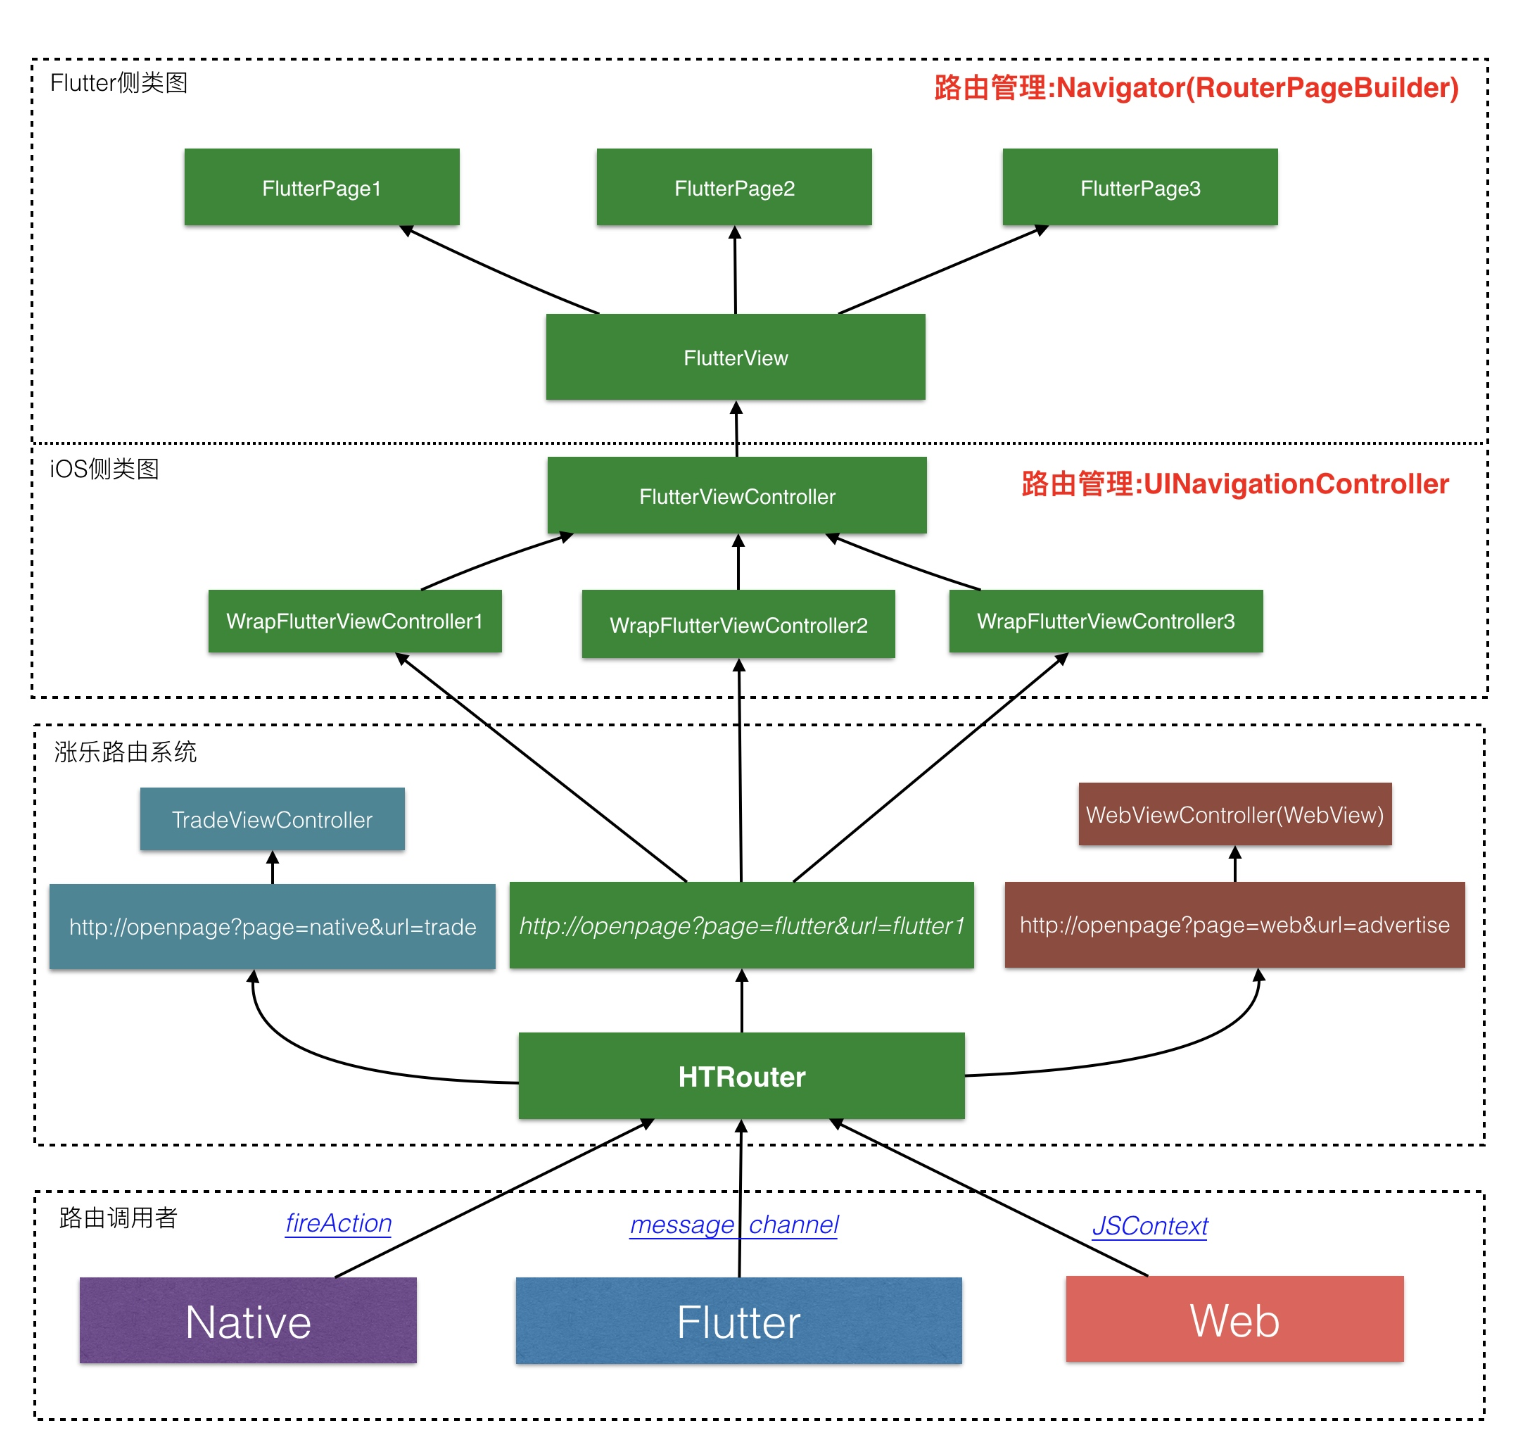 Flutter侧类图
路由管理:Navigator(RouterPageBuilder)
FlutterPage1
FlutterPage2
FlutterPage3
FlutterView
iOS侧类图
路由管理:UINavigationController
FlutterViewController
WrapFlutterViewController1
WrapFlutterViewController2
WrapFlutterViewController3
涨乐路由系统
TradeViewController
WebViewController(WebView)
http://openpage?page=native&url=trade
http://openpage?page=flutter&url=flutter1
http://openpage?page=web&url=advertise
HTRouter
路由调用者
fireAction
message_channel
JSContext
Native
Flutter
Web